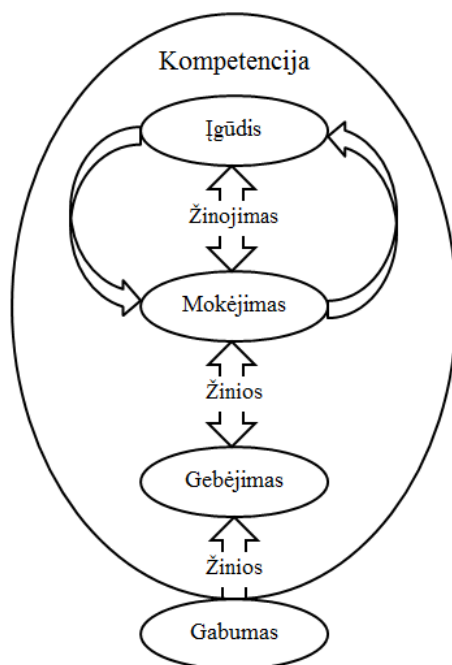 Kompetencija
Įgūdis
Žinojimas
Mokėjimas
Žinios
Gebėjimas
Žinios
Gabumas